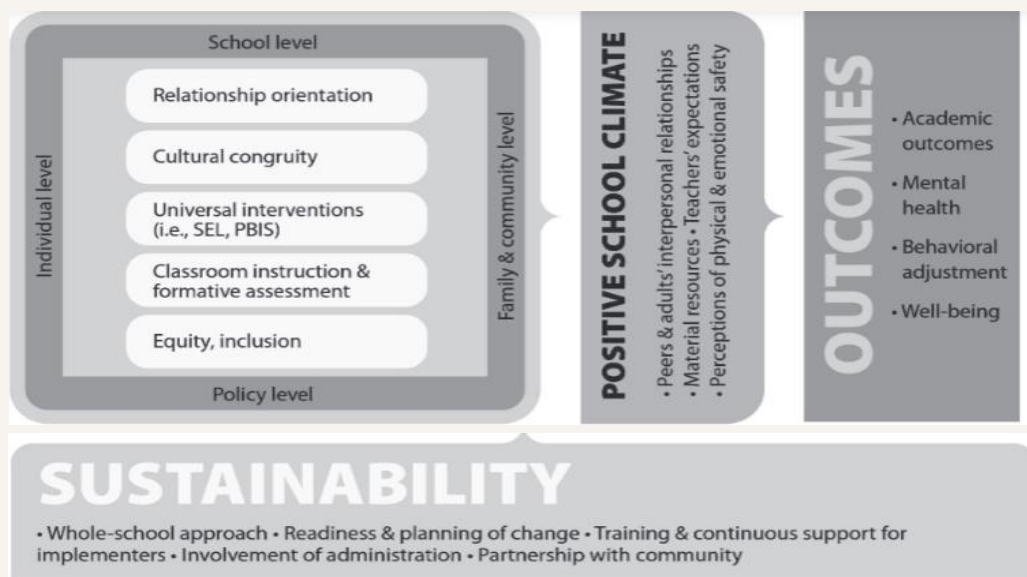 School level
Individual level
Relationship orientation
Cultural congruity
Universal interventions
(i.e., SEL, PBIS)
Classroom instruction &
formative assessment
Equity, inclusion
Family & community level
Policy level
POSITIVE SCHOOL CLIMATE
• Peers & adults' interpersonal relationships
• Material resources • Teachers' expectations
• Perceptions of physical & emotional safety
OUTCOMES
• Academic
outcomes
• Mental
health
• Behavioral
adjustment
• Well-being
SUSTAINABILITY
• Whole-school approach • Readiness & planning of change • Training & continuous support for
implementers • Involvement of administration • Partnership with community